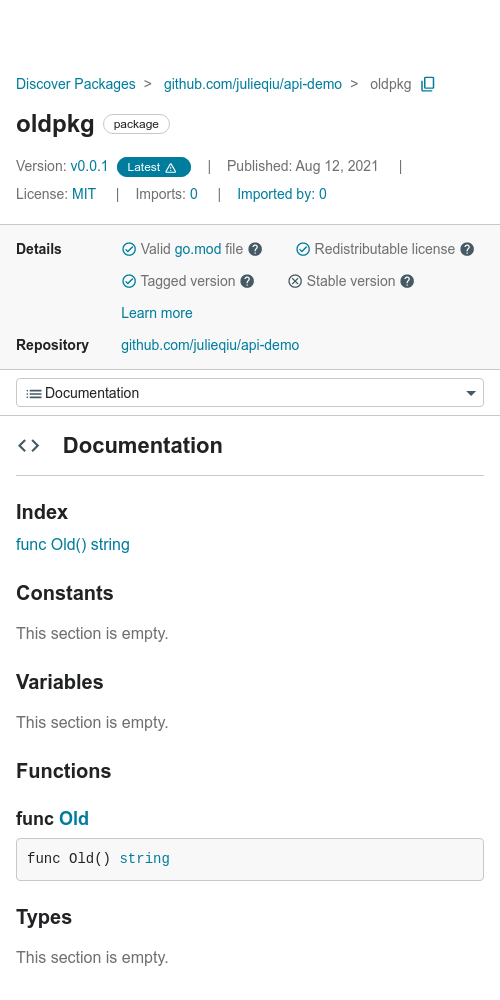 Discover Packages > github.com/julieqiu/api-demo > oldpkg
oldpkg package
Version: v0.0.1 Latest | Published: Aug 12, 2021 |
License: MIT | Imports: 0 | Imported by: 0
Details Valid go.mod file Redistributable license
Tagged version Stable version
Learn more
Repository github.com/julieqiu/api-demo
Documentation
Documentation
Index
func Old() string
Constants
This section is empty.
Variables
This section is empty.
Functions
func Old
func Old() string
Types
This section is empty.